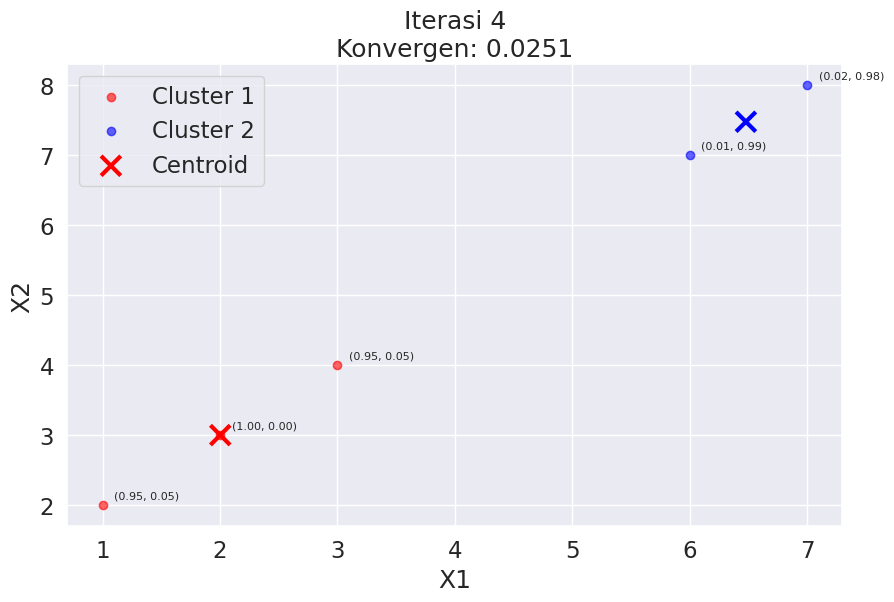 Iterasi 4
Konvergen: 0.0251
Cluster 1
Cluster 2
Centroid
(0.02, 0.98)
(0.01, 0.99)
(0.95, 0.05)
(1.00, 0.00)
(0.95, 0.05)
X2
8
7
6
5
4
3
2
1 2 3 4 5 6 7
X1